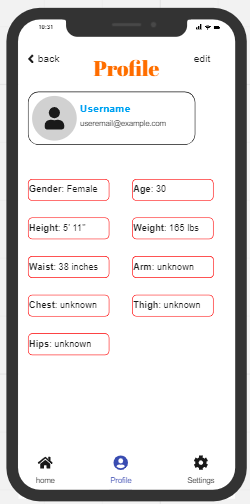 10:31
back
edit
Profile
Username
useremail@example.com
Gender: Female
Age: 30
Height: 5' 11"
Weight: 165 lbs
Waist: 38 inches
Arm: unknown
Chest: unknown
Thigh: unknown
Hips: unknown
home
Profile
Settings